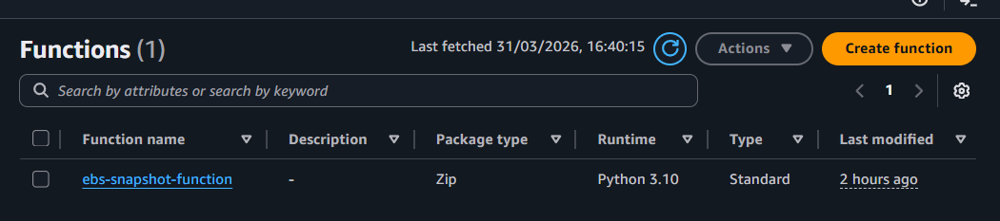 Functions (1)
Last fetched 31/03/2026, 16:40:15
Actions
Create function
Search by attributes or search by keyword
1
Function name Description Package type Runtime Type Last modified
ebs-snapshot-function - Zip Python 3.10 Standard 2 hours ago